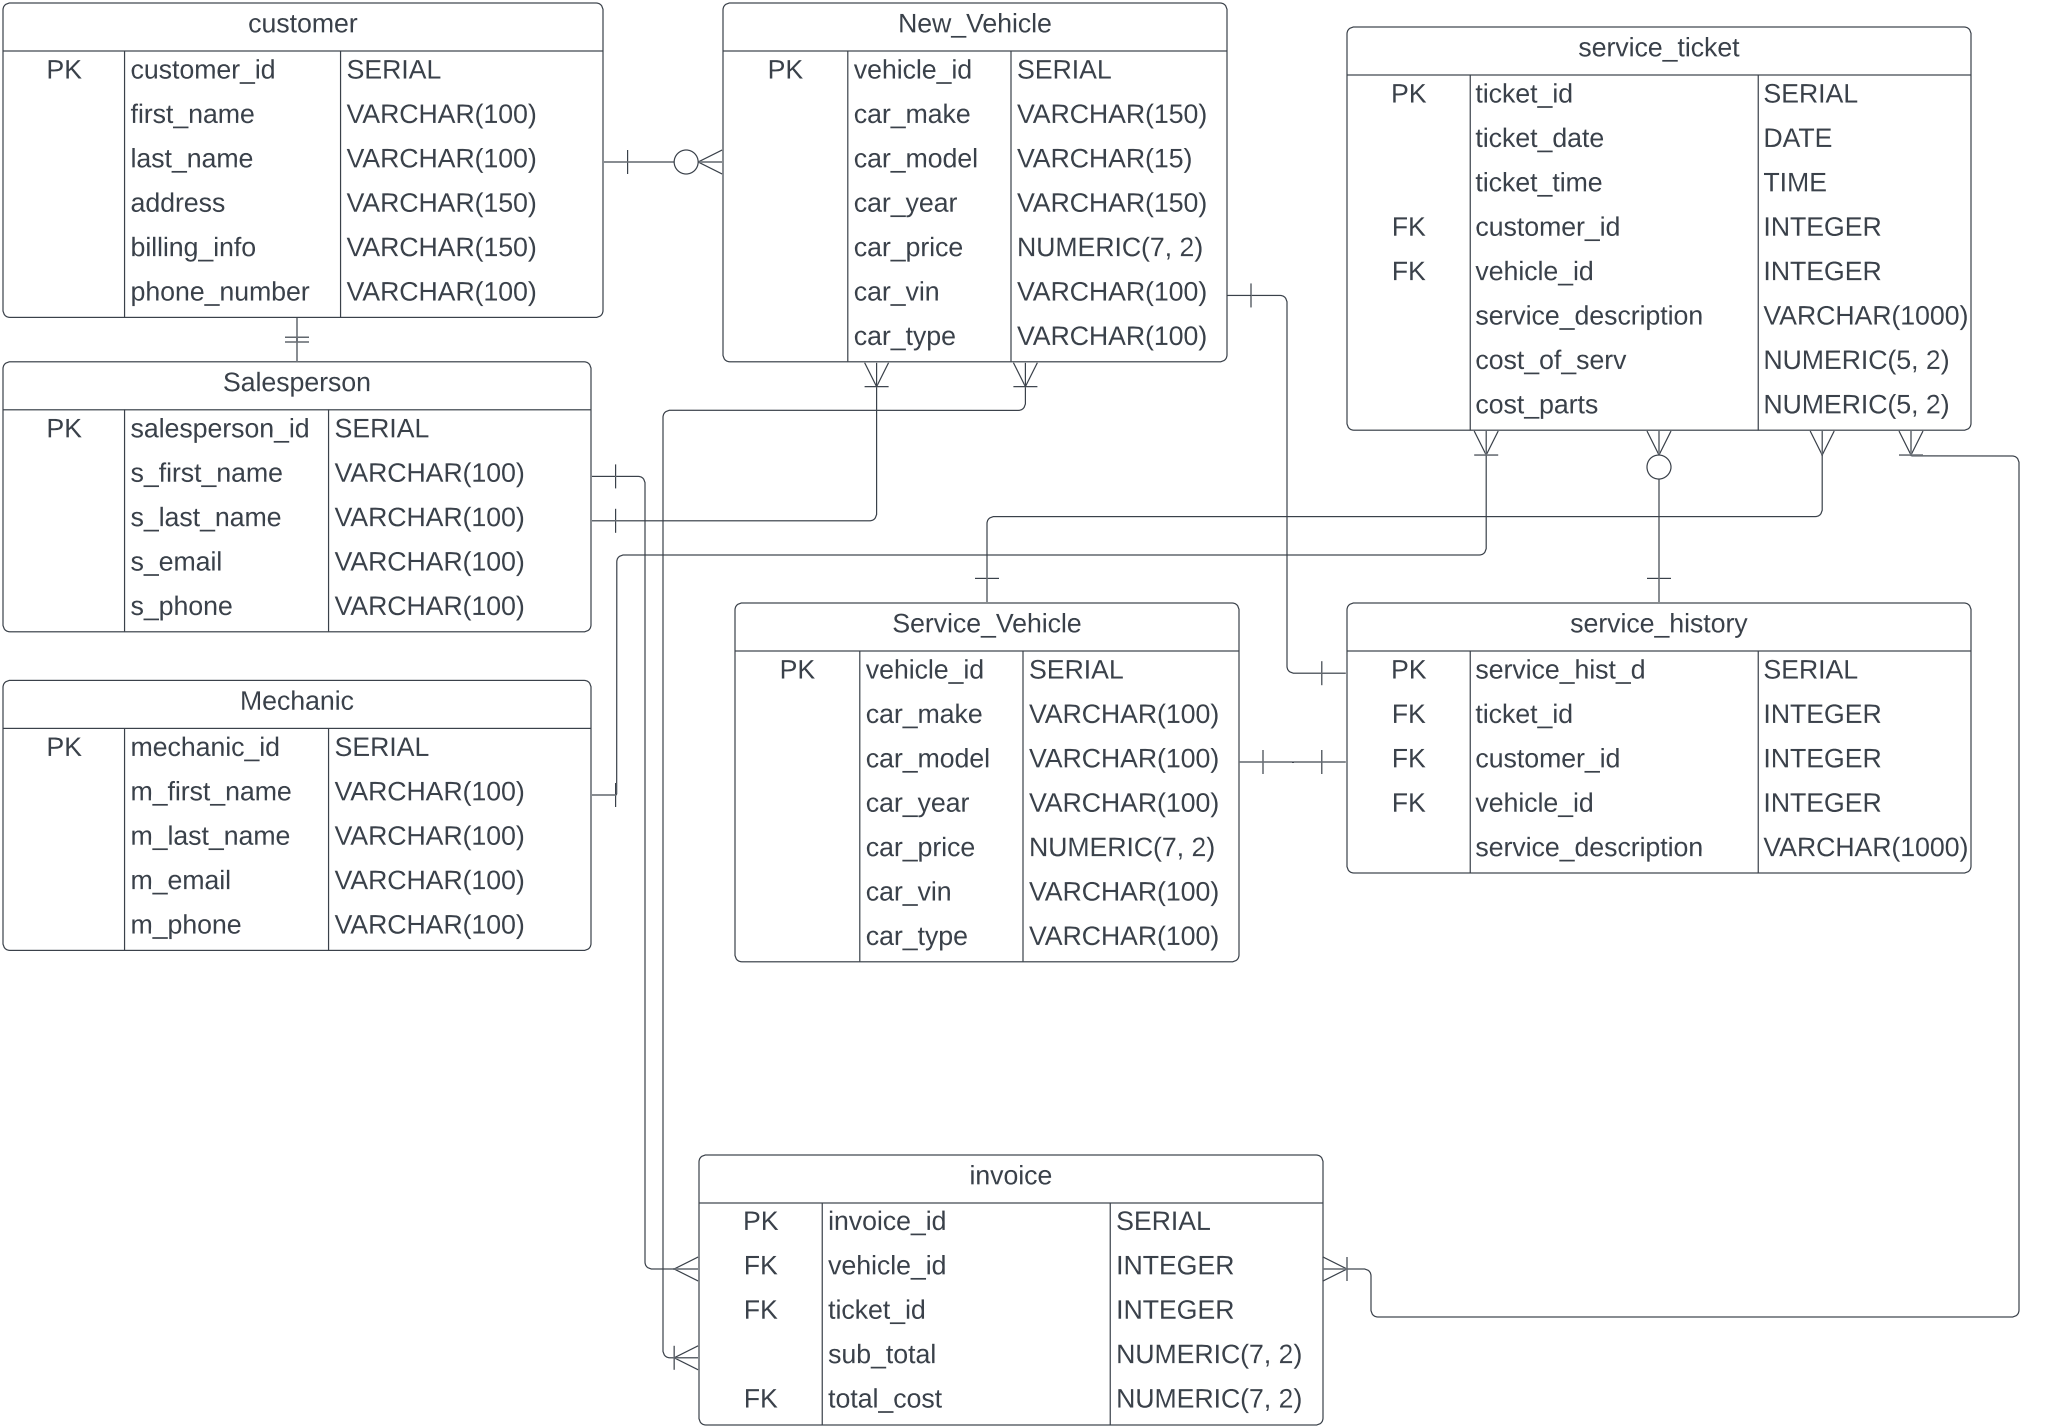 customer
PK customer_id SERIAL
first_name VARCHAR(100)
last_name VARCHAR(100)
address VARCHAR(150)
billing_info VARCHAR(150)
phone_number VARCHAR(100)
New_Vehicle
PK vehicle_id SERIAL
car_make VARCHAR(150)
car_model VARCHAR(15)
car_year VARCHAR(150)
car_price NUMERIC(7, 2)
car_vin VARCHAR(100)
car_type VARCHAR(100)
service_ticket
PK ticket_id SERIAL
ticket_date DATE
ticket_time TIME
FK customer_id INTEGER
FK vehicle_id INTEGER
service_description VARCHAR(1000)
cost_of_serv NUMERIC(5, 2)
cost_parts NUMERIC(5, 2)
Salesperson
PK salesperson_id SERIAL
s_first_name VARCHAR(100)
s_last_name VARCHAR(100)
s_email VARCHAR(100)
s_phone VARCHAR(100)
Mechanic
PK mechanic_id SERIAL
m_first_name VARCHAR(100)
m_last_name VARCHAR(100)
m_email VARCHAR(100)
m_phone VARCHAR(100)
Service_Vehicle
PK vehicle_id SERIAL
car_make VARCHAR(100)
car_model VARCHAR(100)
car_year VARCHAR(100)
car_price NUMERIC(7, 2)
car_vin VARCHAR(100)
car_type VARCHAR(100)
service_history
PK service_hist_d SERIAL
FK ticket_id INTEGER
FK customer_id INTEGER
FK vehicle_id INTEGER
service_description VARCHAR(1000)
invoice
PK invoice_id SERIAL
FK vehicle_id INTEGER
FK ticket_id INTEGER
sub_total NUMERIC(7, 2)
FK total_cost NUMERIC(7, 2)